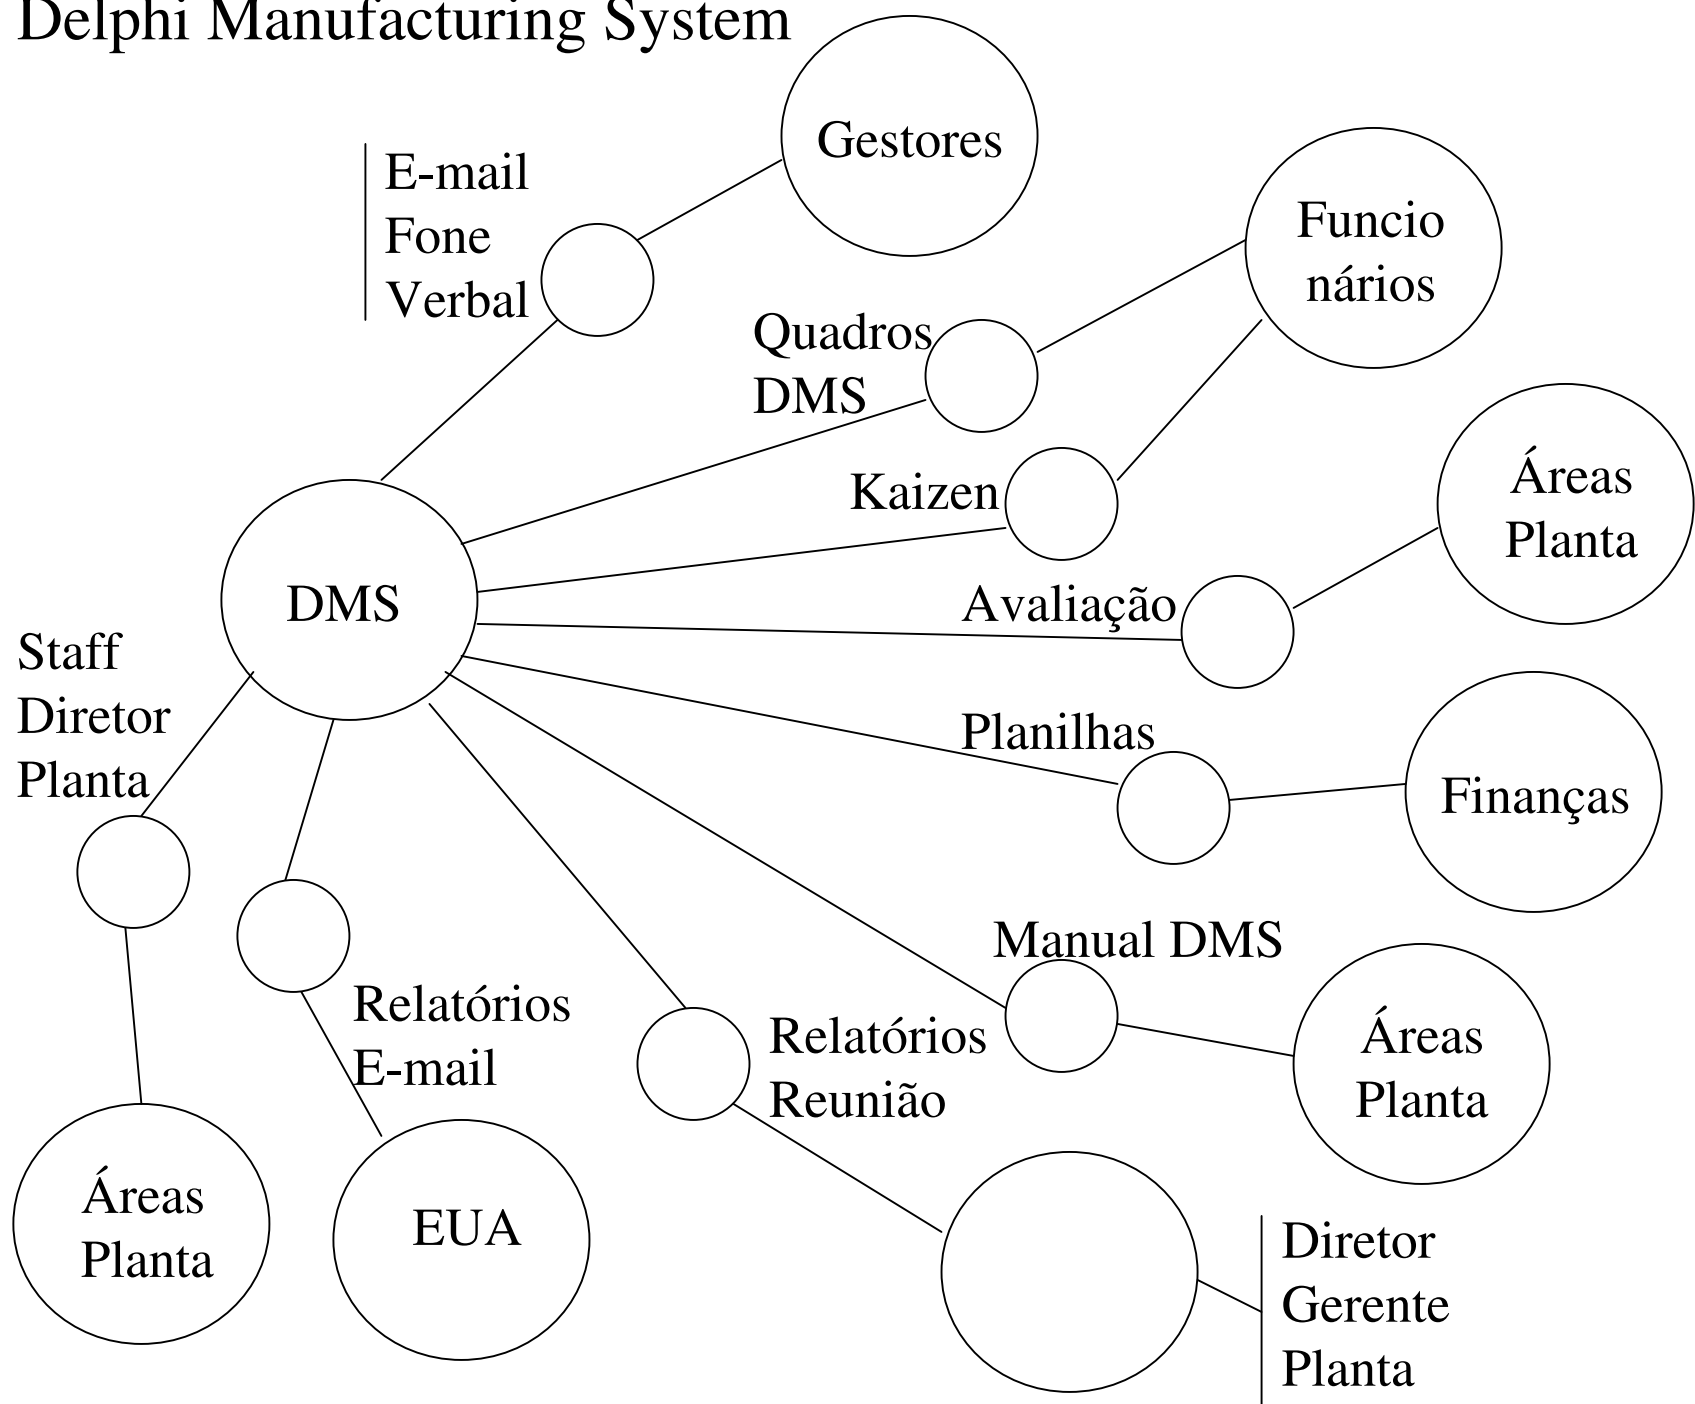 Delphi Manufacturing System
Gestores
E-mail
Fone
Verbal
Funcio
nários
Quadros
DMS
Kaizen
Áreas
Planta
DMS
Avaliação
Staff
Diretor
Planta
Planilhas
Finanças
Manual DMS
Relatórios
E-mail
Relatórios
Reunião
Áreas
Planta
Áreas
Planta
EUA
Diretor
Gerente
Planta